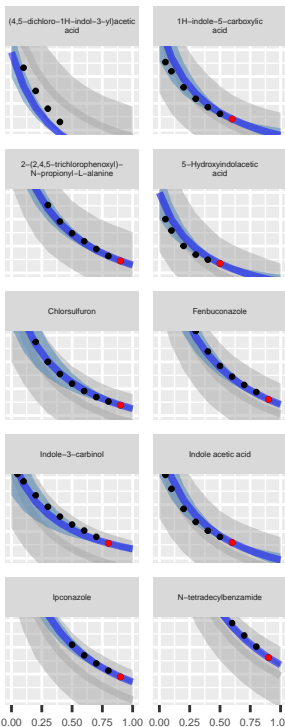 (4,5−dichloro−1H−indol−3−yl)acetic
acid
1H−indole−5−carboxylic
acid
2−(2,4,5−trichlorophenoxy)−
N−propionyl−L−alanine
5−Hydroxyindolacetic
acid
Chlorsulfuron
Fenbuconazole
Indole−3−carbinol
Indole acetic acid
Ipconazole
N−tetradecylbenzamide
0.00 0.25 0.50 0.75 1.00
0.00 0.25 0.50 0.75 1.00